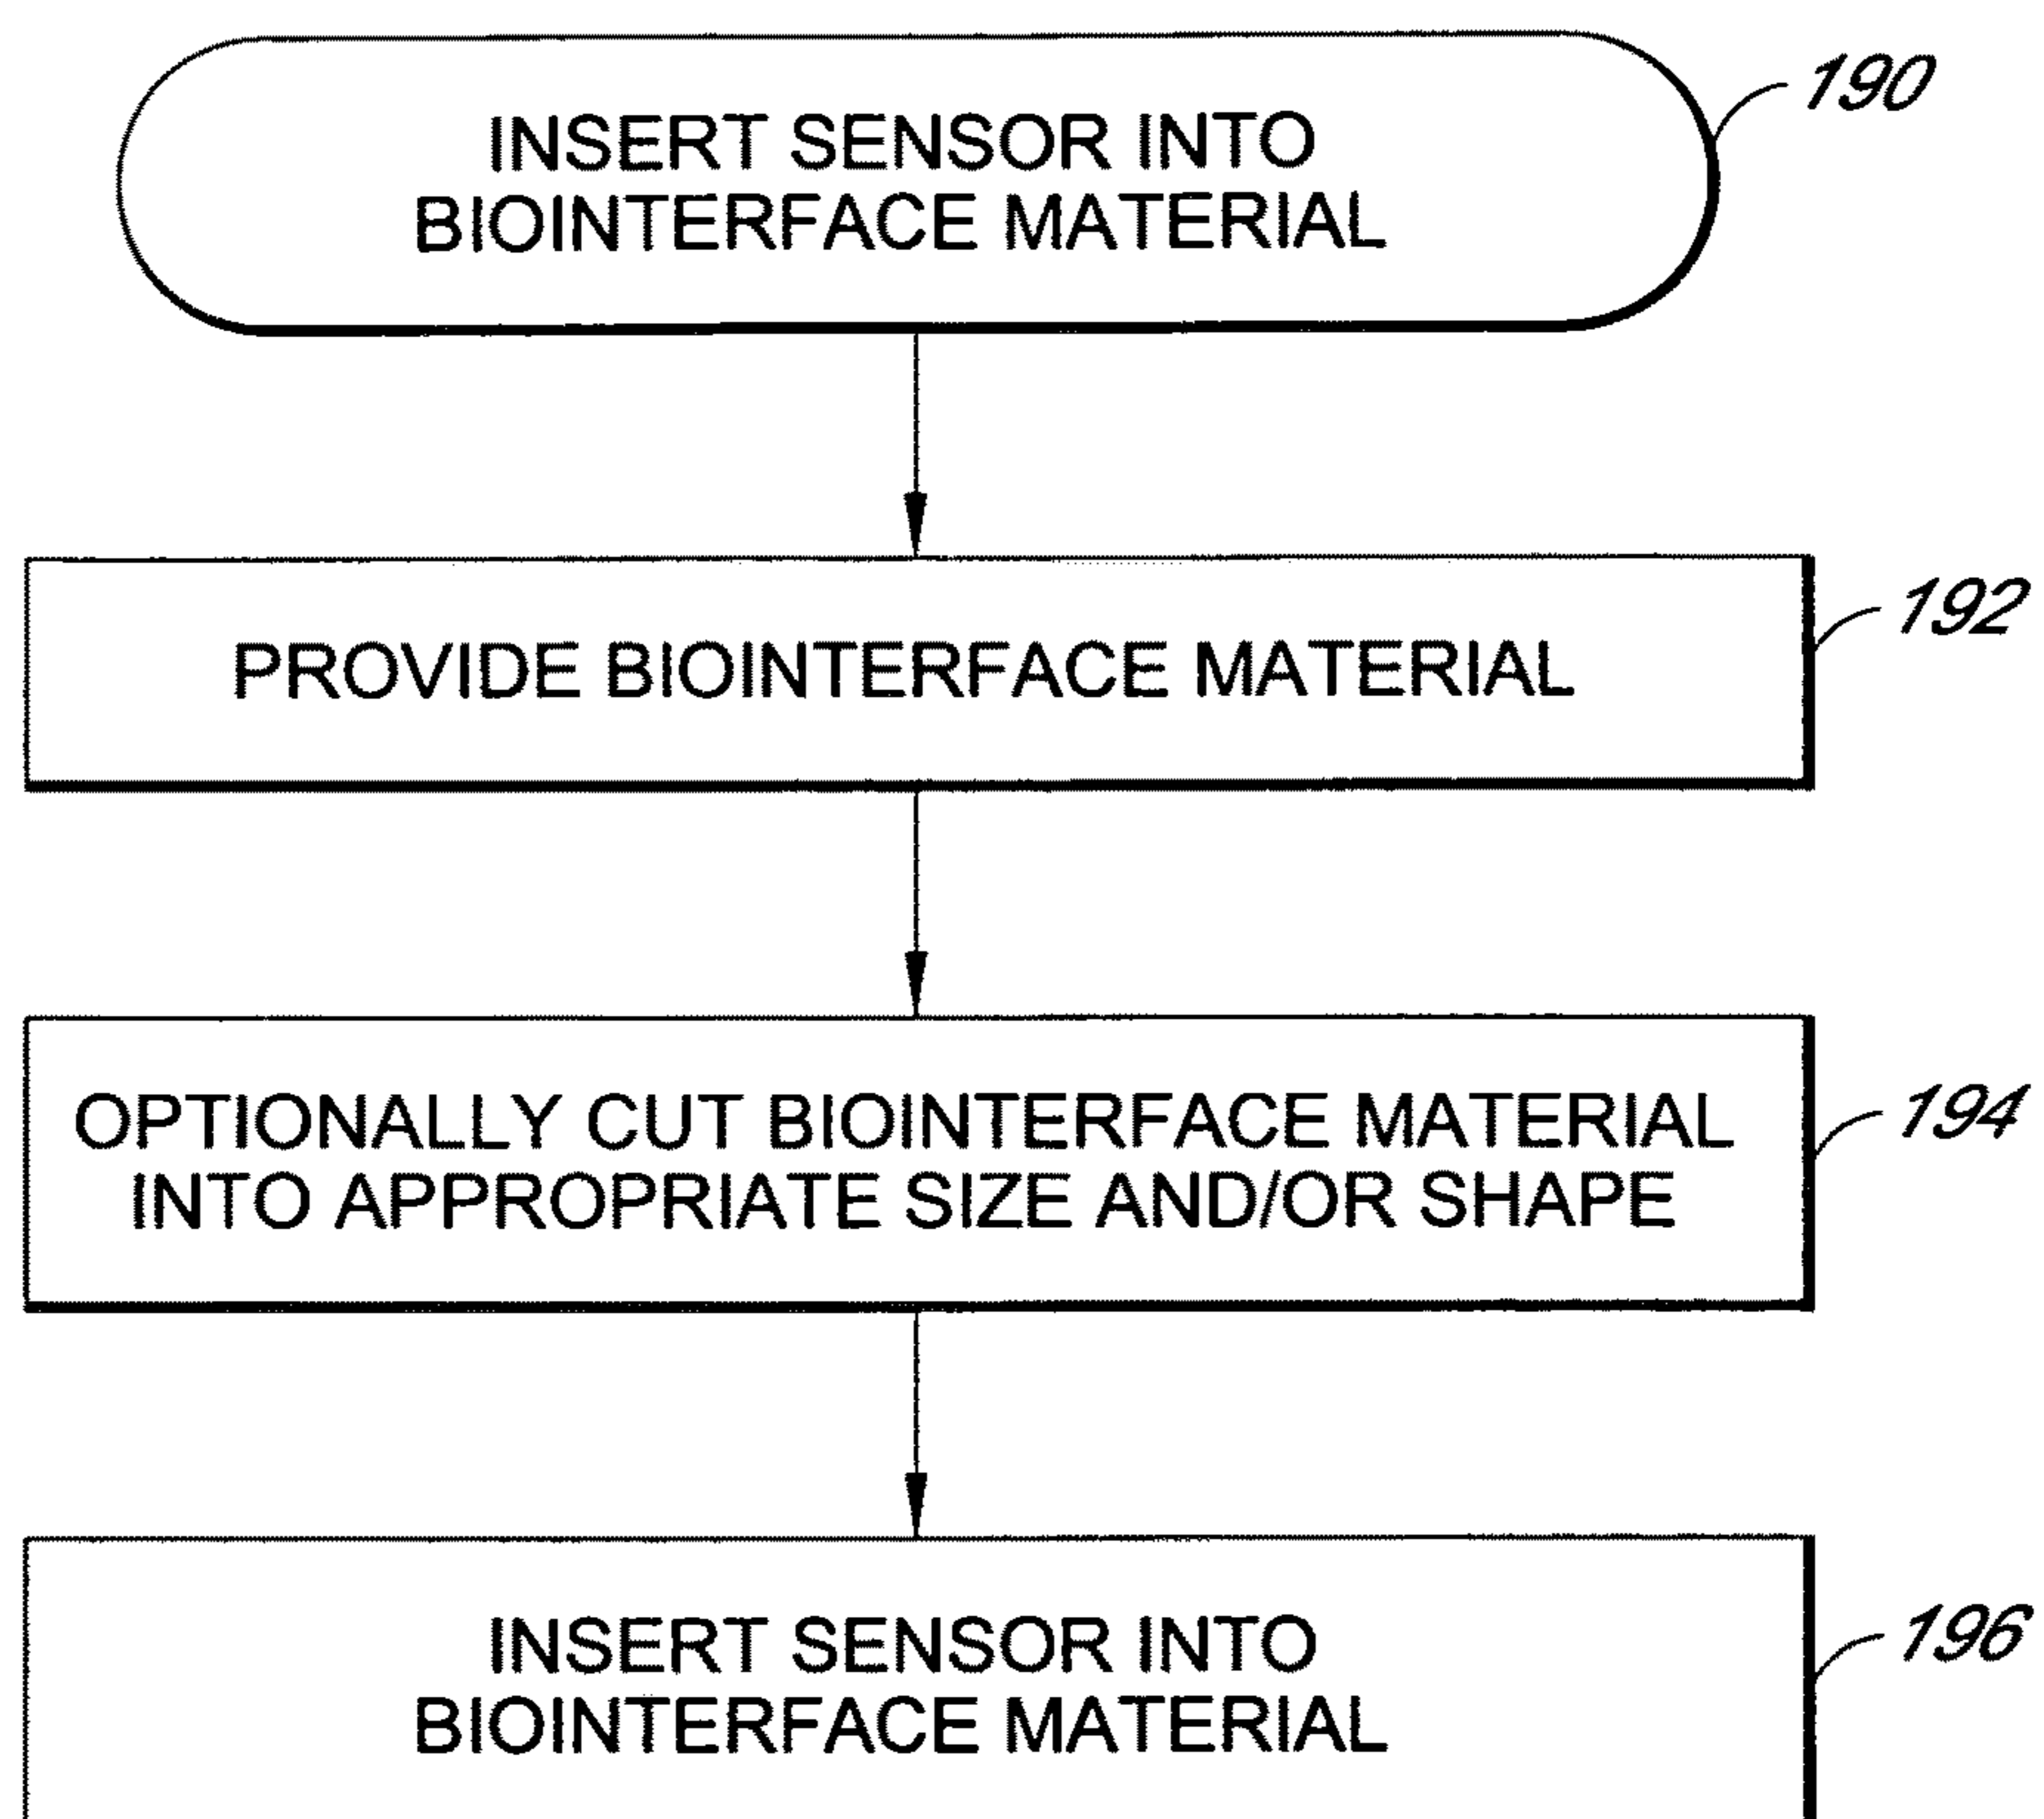 INSERT SENSOR INTO
BIOINTERFACE MATERIAL
190
PROVIDE BIOINTERFACE MATERIAL
192
OPTIONALLY CUT BIOINTERFACE MATERIAL
INTO APPROPRIATE SIZE AND/OR SHAPE
194
INSERT SENSOR INTO
BIOINTERFACE MATERIAL
196